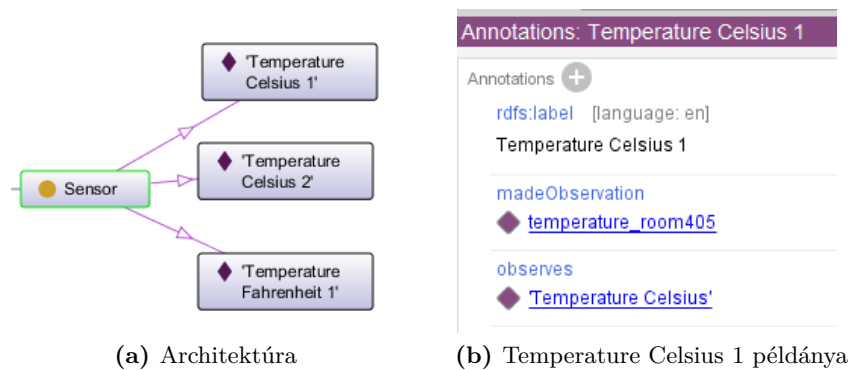 'Temperature
Celsius 1'
Sensor
'Temperature
Celsius 2'
'Temperature
Fahrenheit 1'
(a) Architektúra
Annotations: Temperature Celsius 1
Annotations
rdfs:label [language: en]
Temperature Celsius 1
madeObservation
temperature_room405
observes
'Temperature Celsius'
(b) Temperature Celsius 1 példánya